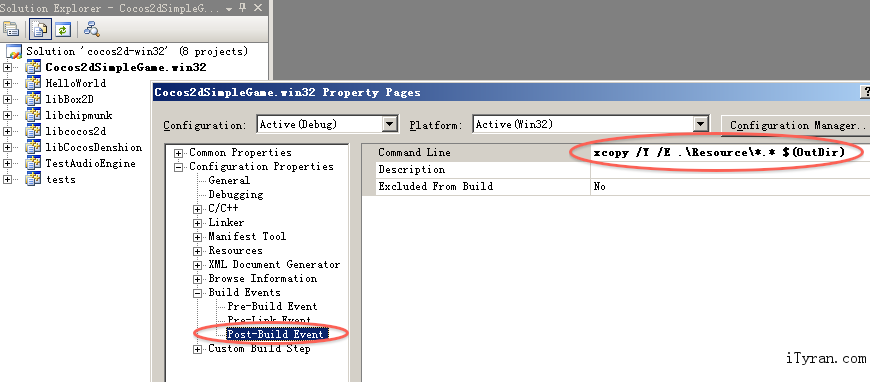 Solution Explorer - Cocos2dSimpleG...
Solution 'cocos2d-win32' (8 projects)
Cocos2dSimpleGame.win32
HelloWorld
libBox2D
libchipmunk
libcocos2d
libCocosDenshion
TestAudioEngine
tests
Cocos2dSimpleGame.win32 Property Pages
Configuration: Active(Debug) Platform: Active(Win32) Configuration Manager..
Common Properties
Configuration Properties
General
Debugging
C/C++
Linker
Manifest Tool
Resources
XML Document Generator
Browse Information
Build Events
Pre-Build Event
Pre-Link Event
Post-Build Event
Custom Build Step
Command Line xcopy /Y /E .\Resource\*.* $(OutDir)
Description
Excluded From Build No
iTyran.com